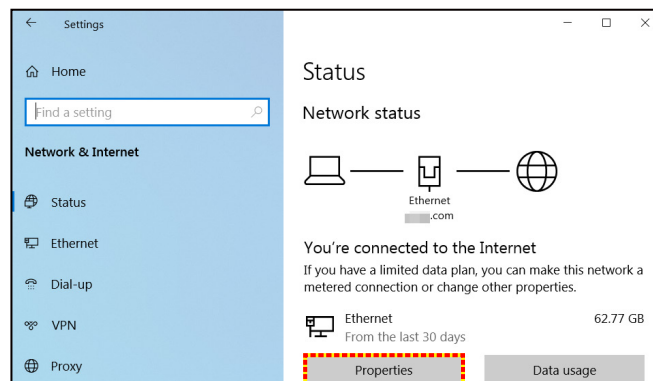 Settings
Home
Find a setting
Network & Internet
Status
Ethernet
Dial-up
VPN
Proxy
Status
Network status
Ethernet
.com
You're connected to the Internet
If you have a limited data plan, you can make this network a
metered connection or change other properties.
Ethernet 62.77 GB
From the last 30 days
Properties Data usage